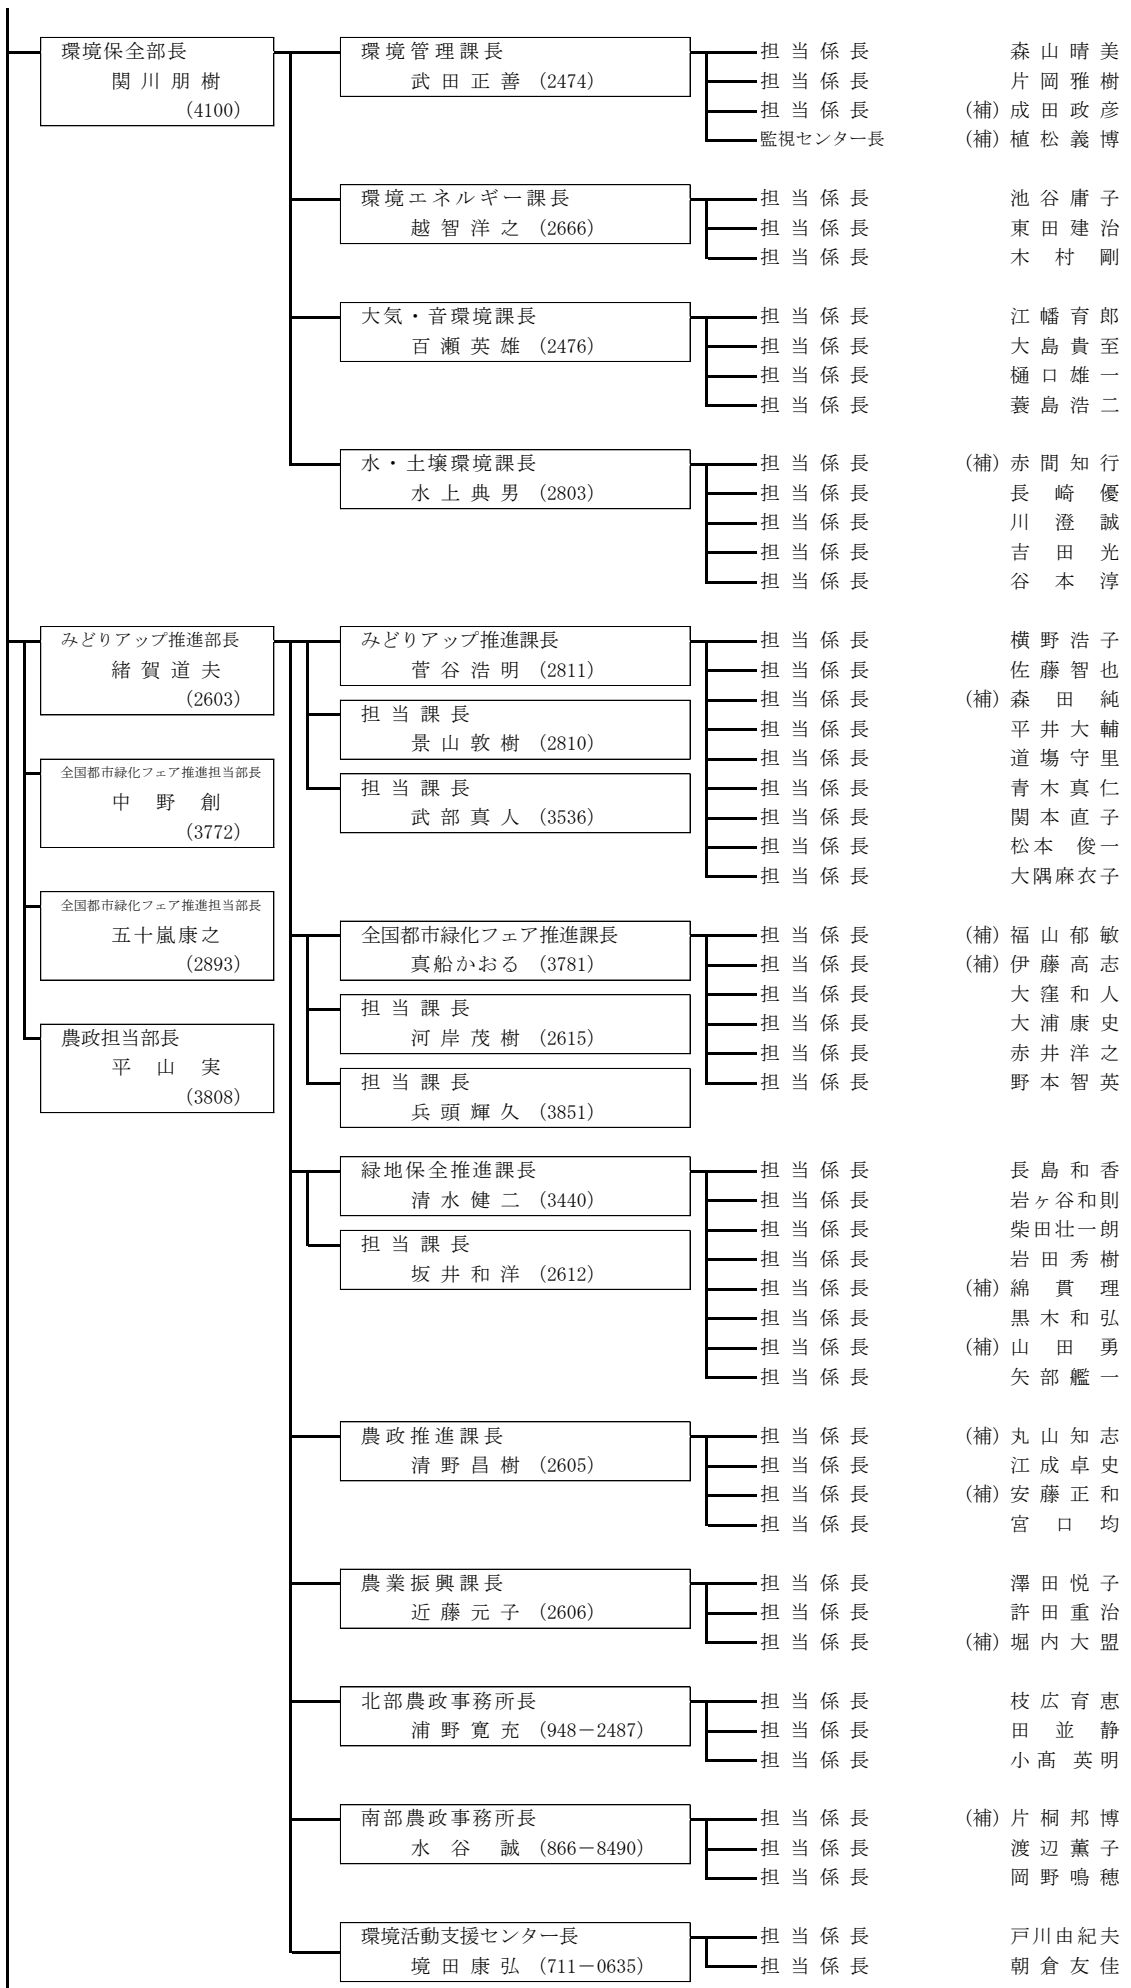 環境保全部長
関川朋樹
(4100)
環境管理課長
武田正善 (2474)
担当係長 森山晴美
担当係長 片岡雅樹
担当係長 (補)成田政彦
監視センター長 (補)植松義博
環境エネルギー課長
越智洋之 (2666)
担当係長 池谷庸子
担当係長 東田建治
担当係長 木村剛
大気・音環境課長
百瀬英雄 (2476)
担当係長 江幡育郎
担当係長 大島貴至
担当係長 樋口雄一
担当係長 蓑島浩二
水・土壌環境課長
水上典男 (2803)
担当係長 (補)赤間知行
担当係長 長崎優
担当係長 川澄誠
担当係長 吉田光
担当係長 谷本淳
みどりアップ推進部長
緒賀道夫
(2603)
全国都市緑化フェア推進担当部長
中野創
(3772)
全国都市緑化フェア推進担当部長
五十嵐康之
(2893)
農政担当部長
平山実
(3808)
みどりアップ推進課長
菅谷浩明 (2811)
担当課長
景山敦樹 (2810)
担当課長
武部真人 (3536)
担当係長 横野浩子
担当係長 佐藤智也
担当係長 (補)森田純
担当係長 平井大輔
担当係長 道塲守里
担当係長 青木真仁
担当係長 関本直子
担当係長 松本俊一
担当係長 大隅麻衣子
全国都市緑化フェア推進課長
真船かおる (3781)
担当課長
河岸茂樹 (2615)
担当課長
兵頭輝久 (3851)
担当係長 (補)福山郁敏
担当係長 (補)伊藤高志
担当係長 大窪和人
担当係長 大浦康史
担当係長 赤井洋之
担当係長 野本智英
緑地保全推進課長
清水健二 (3440)
担当課長
坂井和洋 (2612)
担当係長 長島和香
担当係長 岩ヶ谷和則
担当係長 柴田壮一朗
担当係長 岩田秀樹
担当係長 (補)綿貫理
担当係長 黒木和弘
担当係長 (補)山田勇
担当係長 矢部艦一
農政推進課長
清野昌樹 (2605)
担当係長 (補)丸山知志
担当係長 江成卓史
担当係長 (補)安藤正和
担当係長 宮口均
農業振興課長
近藤元子 (2606)
担当係長 澤田悦子
担当係長 許田重治
担当係長 (補)堀内大盟
北部農政事務所長
浦野寛充 (948−2487)
担当係長 枝広育恵
担当係長 田並静
担当係長 小髙英明
南部農政事務所長
水谷誠 (866−8490)
担当係長 (補)片桐邦博
担当係長 渡辺薫子
担当係長 岡野鳴穂
環境活動支援センター長
境田康弘 (711−0635)
担当係長 戸川由紀夫
担当係長 朝倉友佳